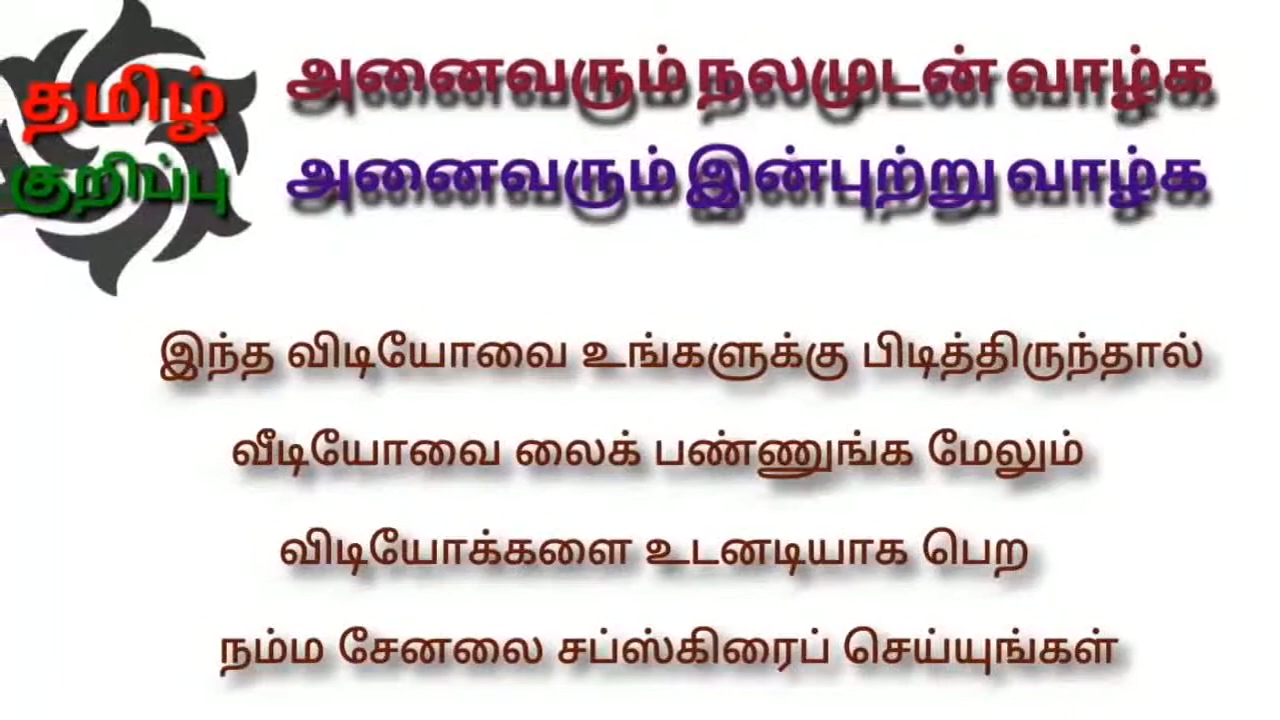 தமிழ்
குறிப்பு
அனைவரும் நலமுடன் வாழ்க
அனைவரும் இன்புற்று வாழ்க
இந்த விடியோவை உங்களுக்கு பிடித்திருந்தால்
வீடியோவை லைக் பண்ணுங்க மேலும்
விடியோக்களை உடனடியாக பெற
நம்ம சேனலை சப்ஸ்கிரைப் செய்யுங்கள்